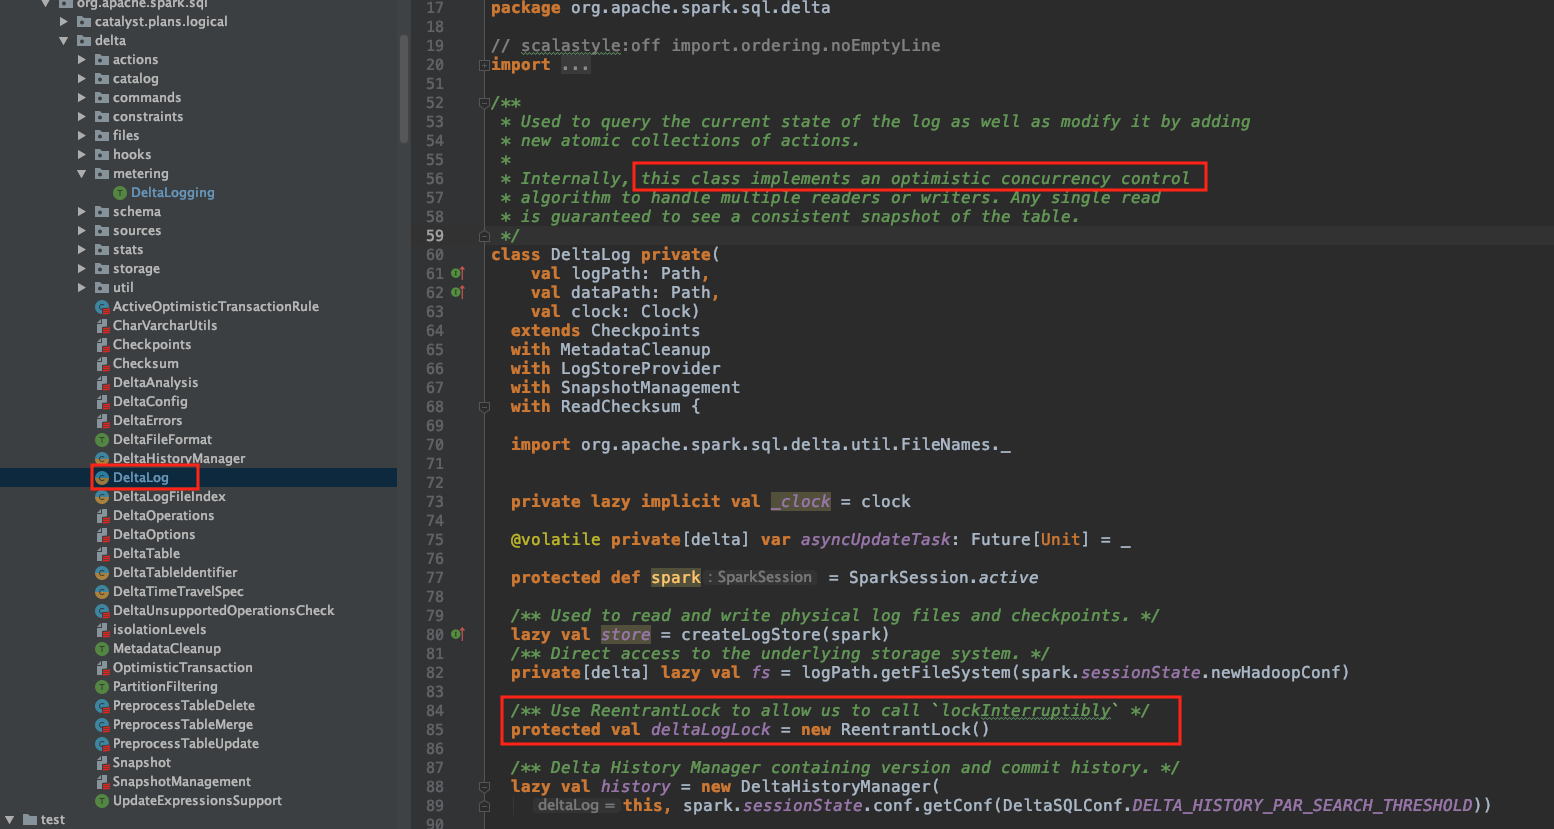 org.apache.spark.sql
catalyst.plans.logical
delta
actions
catalog
commands
constraints
files
hooks
metering
DeltaLogging
schema
sources
stats
storage
util
ActiveOptimisticTransactionRule
CharVarcharUtils
Checkpoints
Checksum
DeltaAnalysis
DeltaConfig
DeltaErrors
DeltaFileFormat
DeltaHistoryManager
DeltaLog
DeltaLogFileIndex
DeltaOperations
DeltaOptions
DeltaTable
DeltaTableIdentifier
DeltaTimeTravelSpec
DeltaUnsupportedOperationsCheck
isolationLevels
MetadataCleanup
OptimisticTransaction
PartitionFiltering
PreprocessTableDelete
PreprocessTableMerge
PreprocessTableUpdate
Snapshot
SnapshotManagement
UpdateExpressionsSupport
test
17 package org.apache.spark.sql.delta
18
19 // scalastyle:off import.ordering.noEmptyLine
20 import ...
51
52 /**
53 * Used to query the current state of the log as well as modify it by adding
54 * new atomic collections of actions.
55 *
56 * Internally, this class implements an optimistic concurrency control
57 * algorithm to handle multiple readers or writers. Any single read
58 * is guaranteed to see a consistent snapshot of the table.
59 */
60 class DeltaLog private(
61 val logPath: Path,
62 val dataPath: Path,
63 val clock: Clock)
64 extends Checkpoints
65 with MetadataCleanup
66 with LogStoreProvider
67 with SnapshotManagement
68 with ReadChecksum {
69
70 import org.apache.spark.sql.delta.util.FileNames._
71
72
73 private lazy implicit val _clock = clock
74
75 @volatile private[delta] var asyncUpdateTask: Future[Unit] = _
76
77 protected def spark : SparkSession = SparkSession.active
78
79 /** Used to read and write physical log files and checkpoints. */
80 lazy val store = createLogStore(spark)
81 /** Direct access to the underlying storage system. */
82 private[delta] lazy val fs = logPath.getFileSystem(spark.sessionState.newHadoopConf)
83
84 /** Use ReentrantLock to allow us to call `lockInterruptibly` */
85 protected val deltaLogLock = new ReentrantLock()
86
87 /** Delta History Manager containing version and commit history. */
88 lazy val history = new DeltaHistoryManager(
89 deltaLog = this, spark.sessionState.conf.getConf(DeltaSQLConf.DELTA_HISTORY_PAR_SEARCH_THRESHOLD))
90